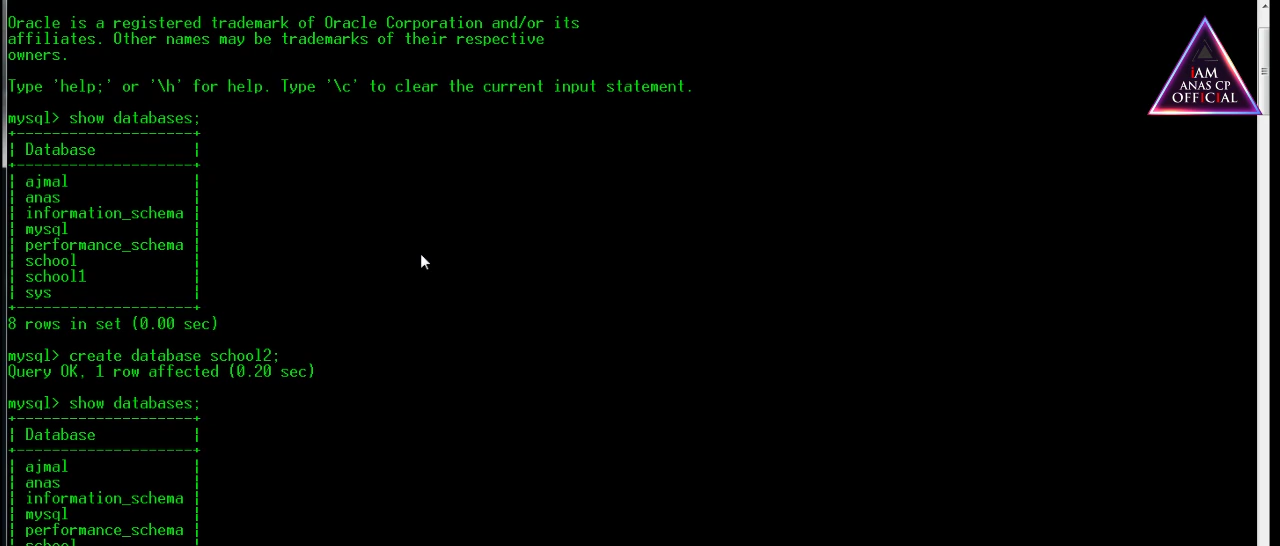 Oracle is a registered trademark of Oracle Corporation and/or its
affiliates. Other names may be trademarks of their respective
owners.
Type 'help;' or '\h' for help. Type '\c' to clear the current input statement.
mysql> show databases;
+--------------------+
| Database           |
+--------------------+
| ajmal              |
| anas               |
| information_schema |
| mysql              |
| performance_schema |
| school             |
| school1            |
| sys                |
+--------------------+
8 rows in set (0.00 sec)
mysql> create database school2;
Query OK, 1 row affected (0.20 sec)
mysql> show databases;
+--------------------+
| Database           |
+--------------------+
| ajmal              |
| anas               |
| information_schema |
| mysql              |
| performance_schema |
| school
iAM
ANAS CP
OFFICIAL